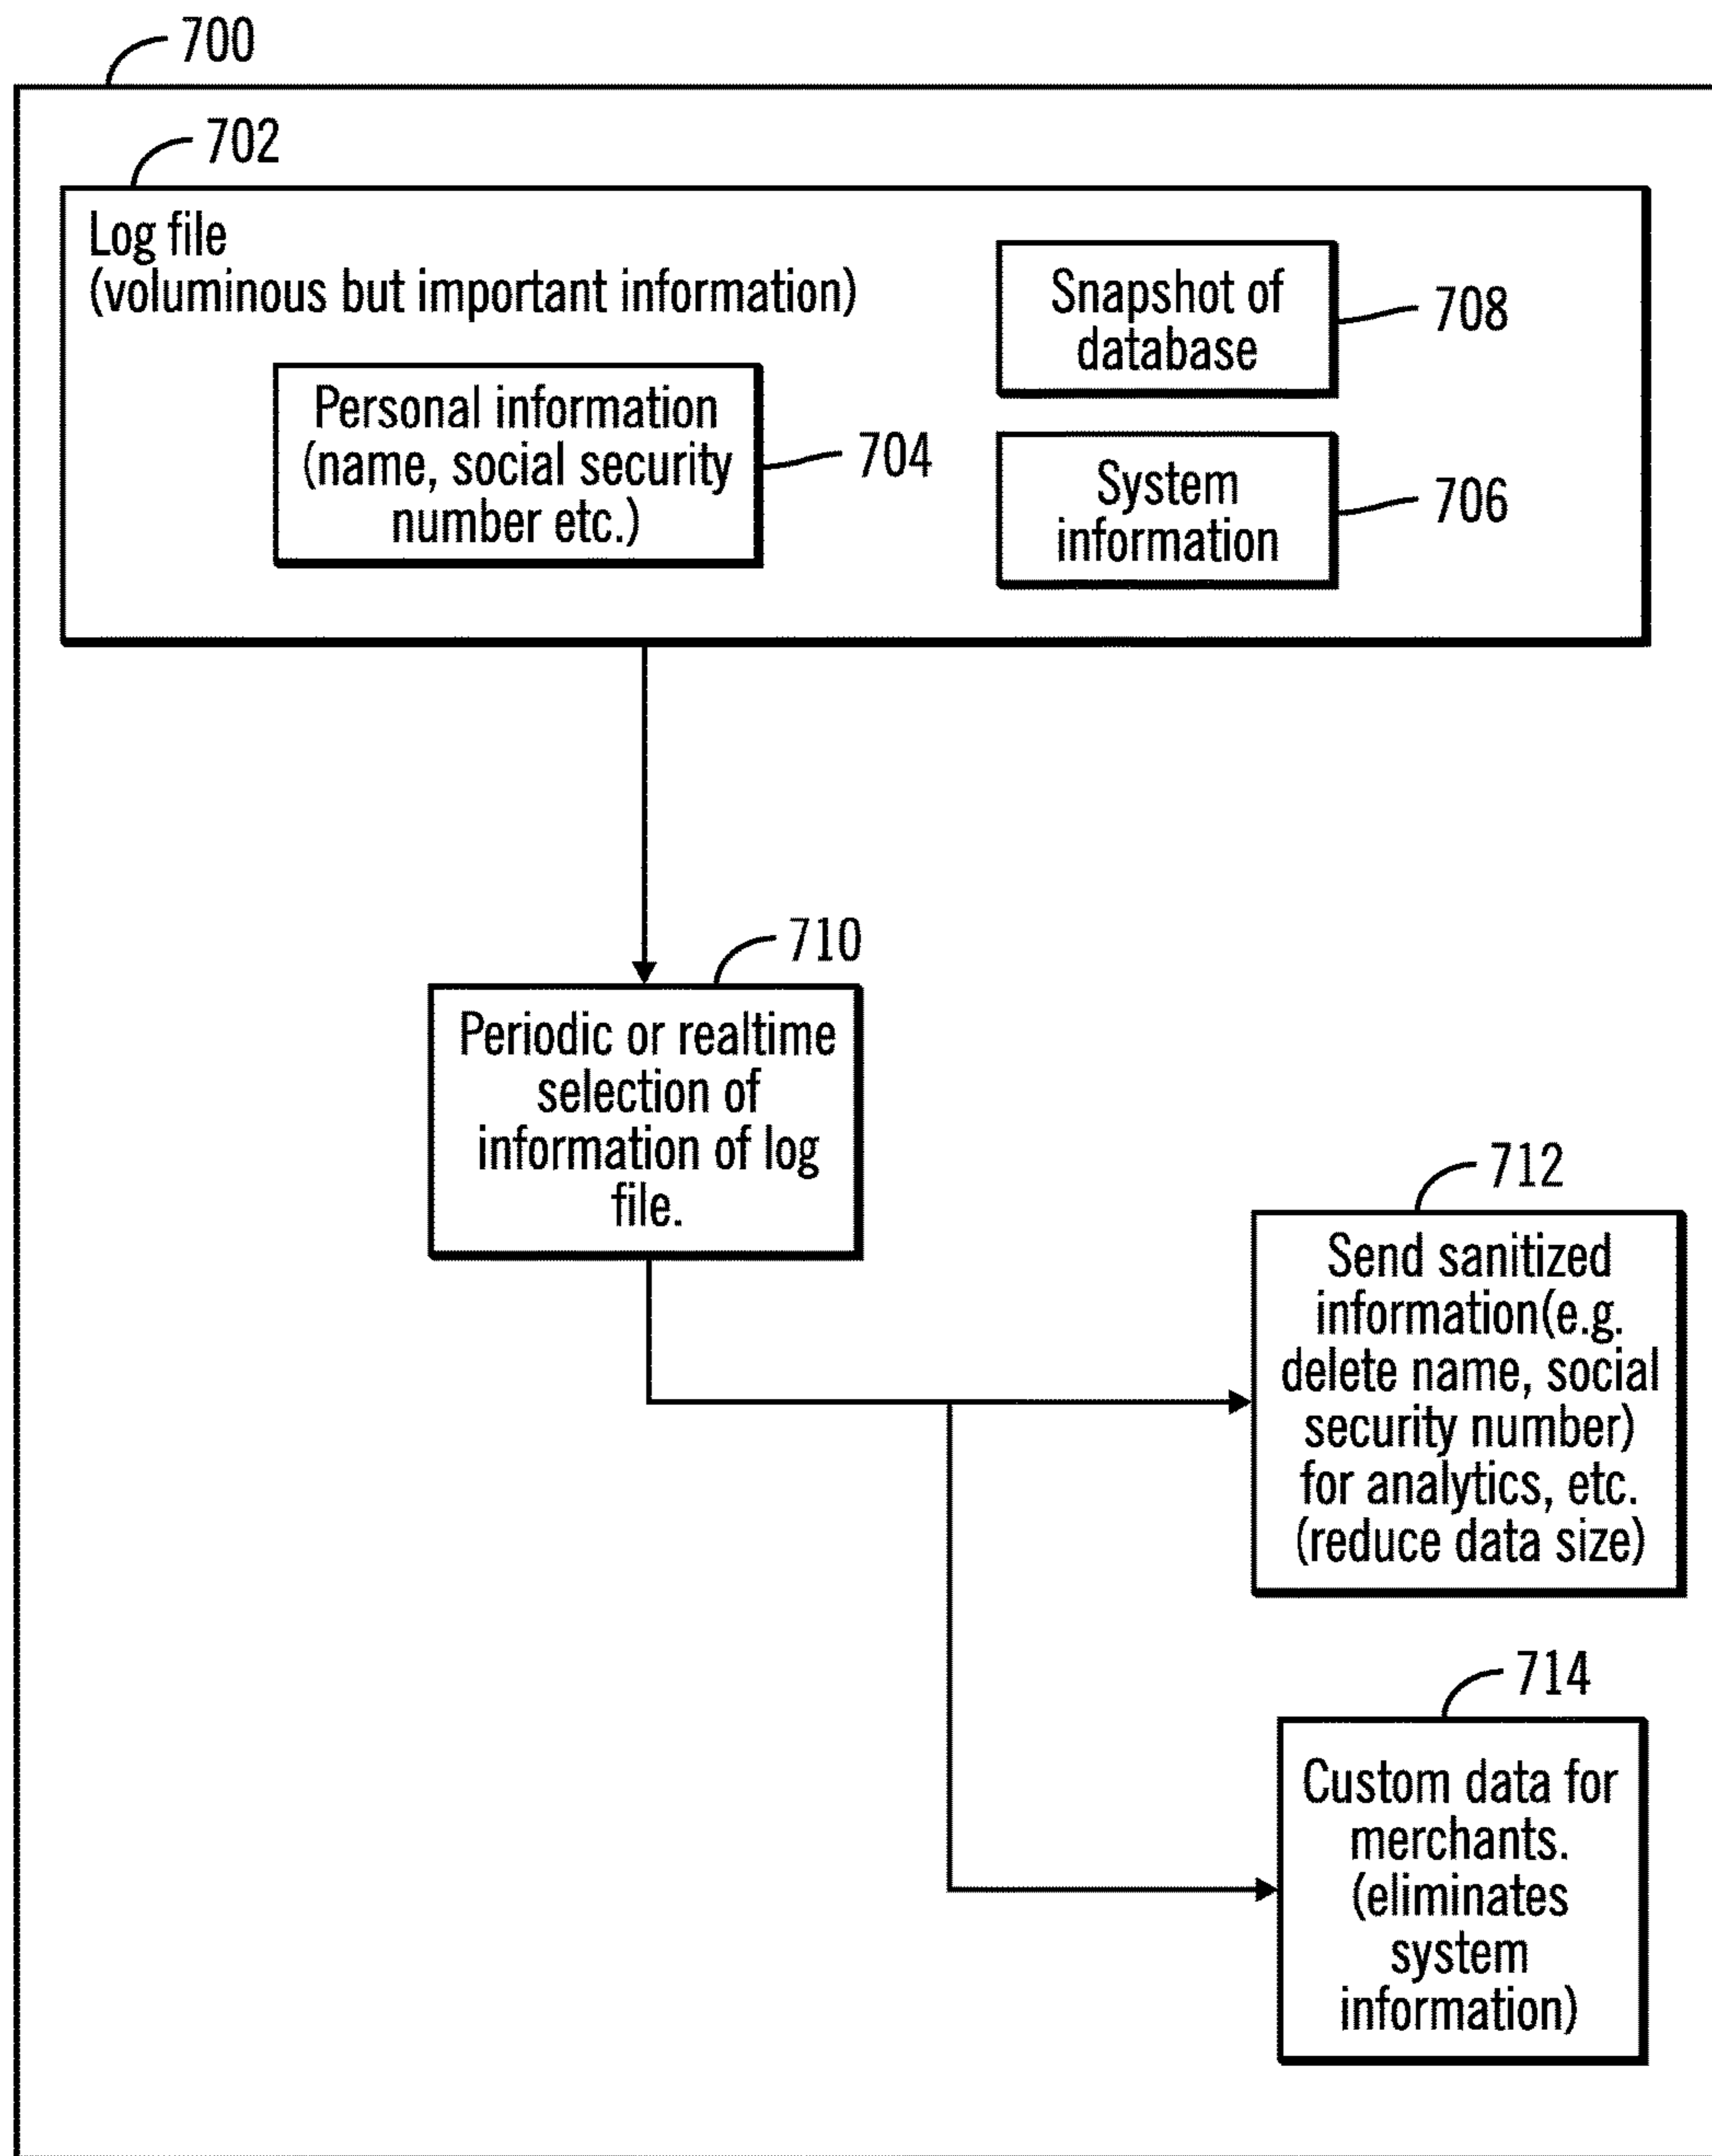 700
702
Log file
(voluminous but important information)
Snapshot of
database
708
Personal information
(name, social security
number etc.)
704
System
information
706
710
Periodic or realtime
selection of
information of log
file.
712
Send sanitized
information(e.g.
delete name, social
security number)
for analytics, etc.
(reduce data size)
714
Custom data for
merchants.
(eliminates
system
information)